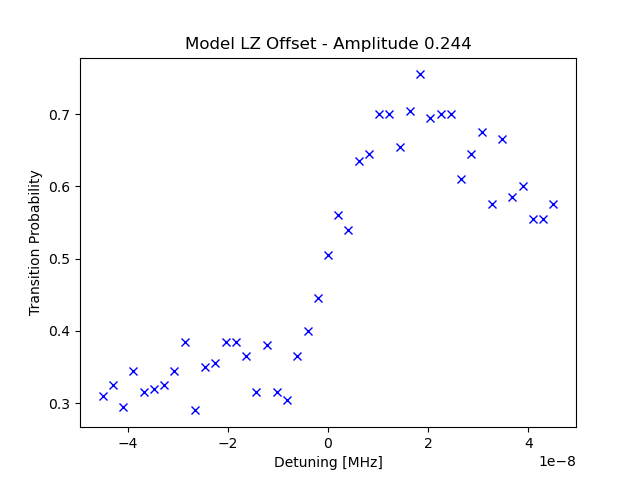 Model LZ Offset - Amplitude 0.244
Transition Probability
0.7
0.6
0.5
0.4
0.3
−4
−2
0
2
4
1e−8
Detuning [MHz]